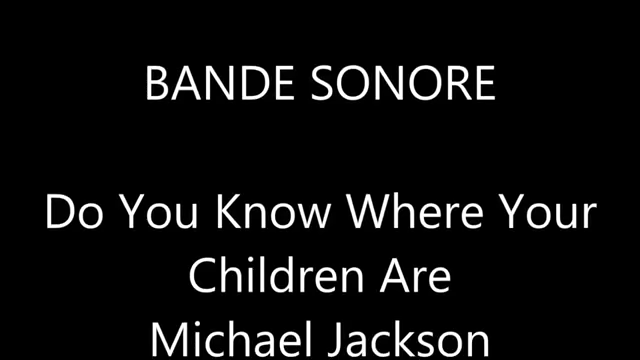 BANDE SONORE
Do You Know Where Your
Children Are
Michael Jackson